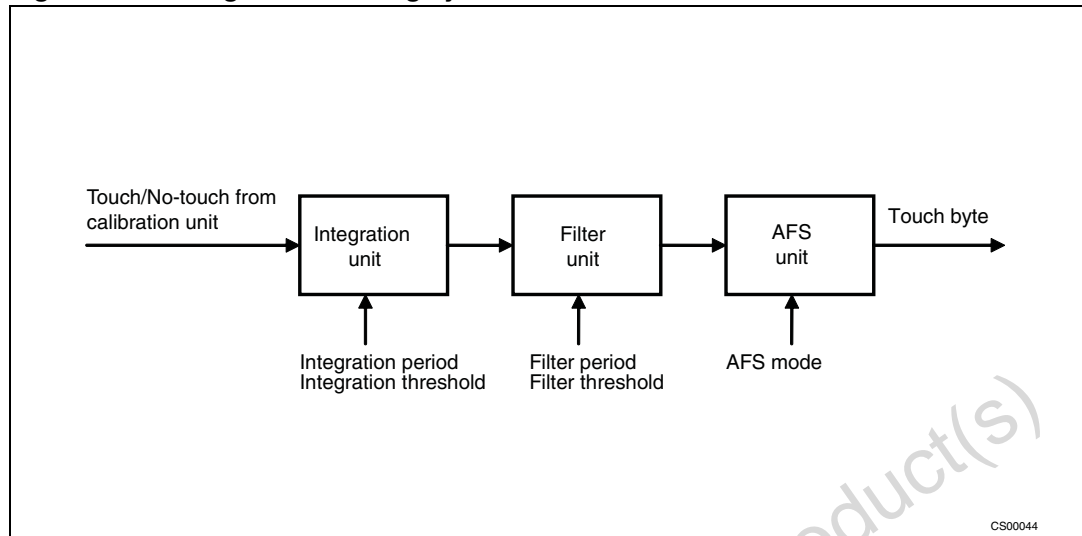 Touch/No-touch from
calibration unit
Integration
unit
Filter
unit
AFS
unit
Touch byte
Integration period
Integration threshold
Filter period
Filter threshold
AFS mode
CS00044